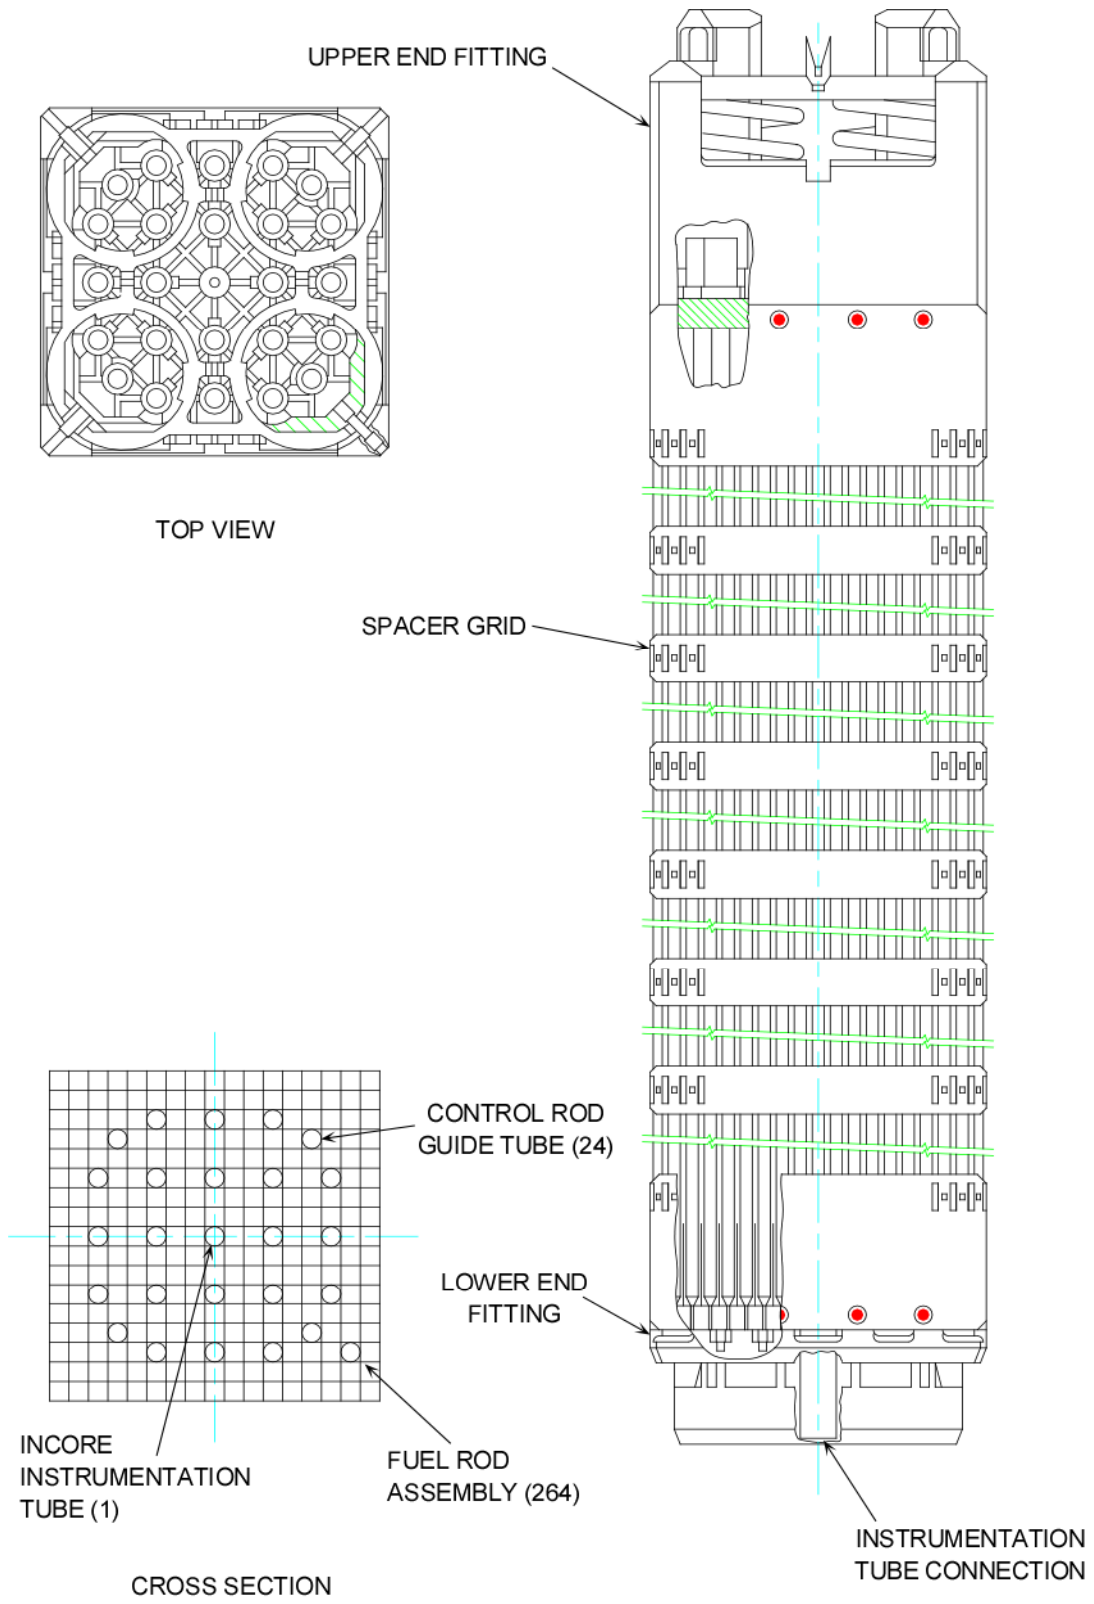 UPPER END FITTING
TOP VIEW
SPACER GRID
CONTROL ROD
GUIDE TUBE (24)
LOWER END
FITTING
INCORE
INSTRUMENTATION
TUBE (1)
FUEL ROD
ASSEMBLY (264)
INSTRUMENTATION
TUBE CONNECTION
CROSS SECTION